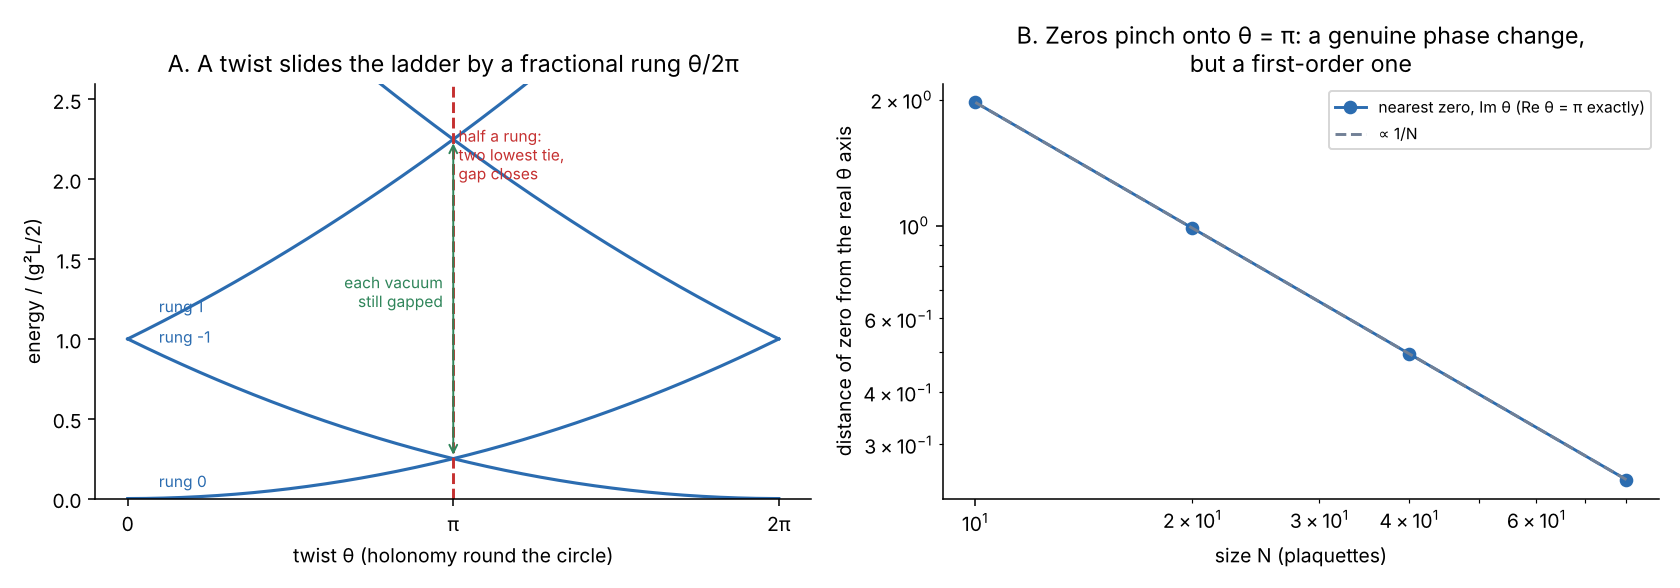 A. A twist slides the ladder by a fractional rung θ/2π
2.5
2.0
1.5
1.0
0.5
0.0
energy / (g²L/2)
half a rung:
two lowest tie,
gap closes
each vacuum
still gapped
rung 1
rung -1
rung 0
0
π
2π
twist θ (holonomy round the circle)
B. Zeros pinch onto θ = π: a genuine phase change,
but a first-order one
2 × 10⁰
10⁰
6 × 10⁻¹
4 × 10⁻¹
3 × 10⁻¹
distance of zero from the real θ axis
nearest zero, Im θ (Re θ = π exactly)
∝ 1/N
10¹
2 × 10¹
3 × 10¹
4 × 10¹
6 × 10¹
size N (plaquettes)